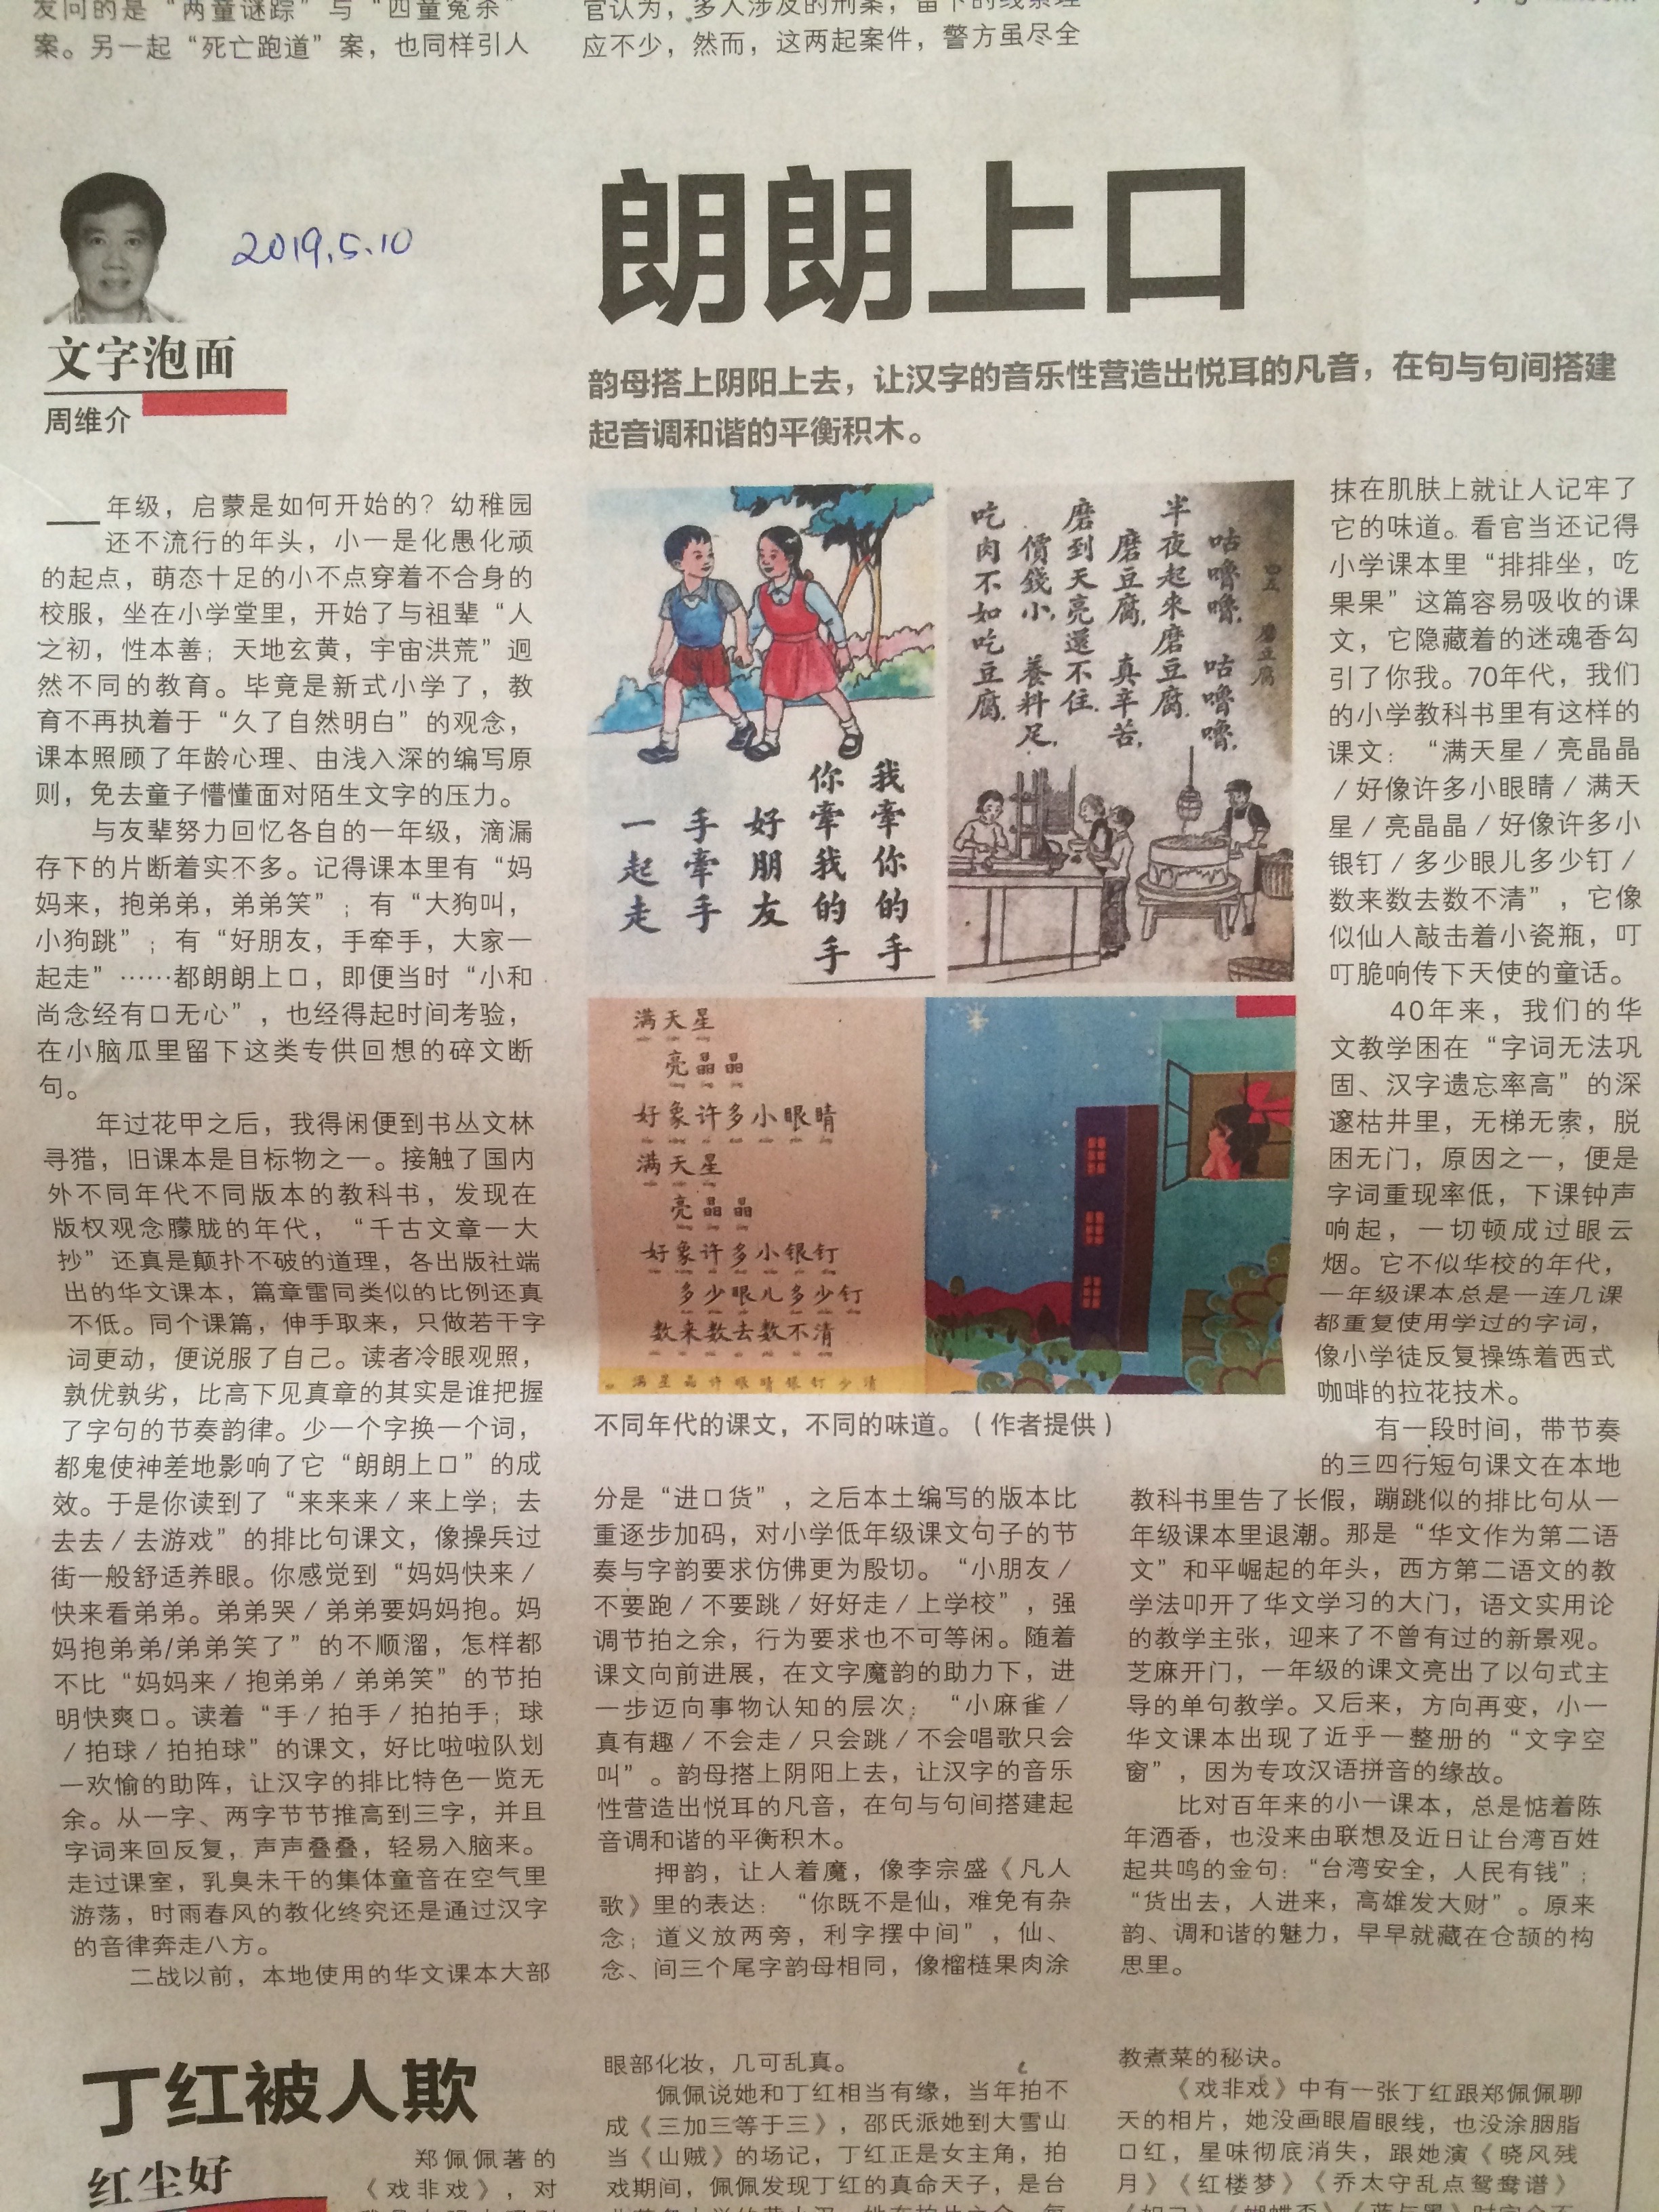 发问的是“两童谜踪”与“四童冤杀”
案。另一起“死亡跑道”案，也同样引人
官认为，多人涉及的刑案，留下的线索理
应不少，然而，这两起案件，警方虽尽全
2019.5.10
文字泡面
周维介
朗朗上口
韵母搭上阴阳上去，让汉字的音乐性营造出悦耳的凡音，在句与句间搭建
起音调和谐的平衡积木。
一年级，启蒙是如何开始的？幼稚园
还不流行的年头，小一是化愚化顽
的起点，萌态十足的小不点穿着不合身的
校服，坐在小学堂里，开始了与祖辈“人
之初，性本善；天地玄黄，宇宙洪荒”迥
然不同的教育。毕竟是新式小学了，教
育不再执着于“久了自然明白”的观念，
课本照顾了年龄心理、由浅入深的编写原
则，免去童子懵懂面对陌生文字的压力。
与友辈努力回忆各自的一年级，滴漏
存下的片断着实不多。记得课本里有“妈
妈来，抱弟弟，弟弟笑”；有“大狗叫，
小狗跳”；有“好朋友，手牵手，大家一
起走”……都朗朗上口，即便当时“小和
尚念经有口无心”，也经得起时间考验，
在小脑瓜里留下这类专供回想的碎文断
句。
年过花甲之后，我得闲便到书丛文林
寻猎，旧课本是目标物之一。接触了国内
外不同年代不同版本的教科书，发现在
版权观念朦胧的年代，“千古文章一大
抄”还真是颠扑不破的道理，各出版社端
出的华文课本，篇章雷同类似的比例还真
不低。同个课篇，伸手取来，只做若干字
词更动，便说服了自己。读者冷眼观照，
孰优孰劣，比高下见真章的其实是谁把握
了字句的节奏韵律。少一个字换一个词，
都鬼使神差地影响了它“朗朗上口”的成
效。于是你读到了“来来来/来上学；去
去去/去游戏”的排比句课文，像操兵过
街一般舒适养眼。你感觉到“妈妈快来/
快来看弟弟。弟弟哭/弟弟要妈妈抱。妈
妈抱弟弟/弟弟笑了”的不顺溜，怎样都
不比“妈妈来/抱弟弟/弟弟笑”的节拍
明快爽口。读着“手/拍手/拍拍手；球
/拍球/拍拍球”的课文，好比啦啦队划
一欢愉的助阵，让汉字的排比特色一览无
余。从一字、两字节节推高到三字，并且
字词来回反复，声声叠叠，轻易入脑来。
走过课室，乳臭未干的集体童音在空气里
游荡，时雨春风的教化终究还是通过汉字
的音律奔走八方。
二战以前，本地使用的华文课本大部
我牵你的手
你牵我的手
好朋友
手牵手
一起走
四五 磨豆腐
咕嚕嚕，咕嚕嚕，
半夜起來磨豆腐，
磨豆腐，真辛苦，
磨到天亮還不住，
價錢小，養料足，
吃肉不如吃豆腐，
满天星
亮晶晶
好象许多小眼睛
满天星
亮晶晶
好象许多小银钉
多少眼儿多少钉
数来数去数不清
满星晶许眼睛银钉少清
不同年代的课文，不同的味道。（作者提供）
分是“进口货”，之后本土编写的版本比
重逐步加码，对小学低年级课文句子的节
奏与字韵要求仿佛更为殷切。“小朋友/
不要跑/不要跳/好好走/上学校”，强
调节拍之余，行为要求也不可等闲。随着
课文向前进展，在文字魔韵的助力下，进
一步迈向事物认知的层次：“小麻雀/
真有趣/不会走/只会跳/不会唱歌只会
叫”。韵母搭上阴阳上去，让汉字的音乐
性营造出悦耳的凡音，在句与句间搭建起
音调和谐的平衡积木。
押韵，让人着魔，像李宗盛《凡人
歌》里的表达：“你既不是仙，难免有杂
念；道义放两旁，利字摆中间”，仙、
念、间三个尾字韵母相同，像榴梿果肉涂
抹在肌肤上就让人记牢了
它的味道。看官当还记得
小学课本里“排排坐，吃
果果”这篇容易吸收的课
文，它隐藏着的迷魂香勾
引了你我。70年代，我们
的小学教科书里有这样的
课文：“满天星/亮晶晶
/好像许多小眼睛/满天
星/亮晶晶/好像许多小
银钉/多少眼儿多少钉/
数来数去数不清”，它像
似仙人敲击着小瓷瓶，叮
叮脆响传下天使的童话。
40年来，我们的华
文教学困在“字词无法巩
固、汉字遗忘率高”的深
邃枯井里，无梯无索，脱
困无门，原因之一，便是
字词重现率低，下课钟声
响起，一切顿成过眼云
烟。它不似华校的年代，
一年级课本总是一连几课
都重复使用学过的字词，
像小学徒反复操练着西式
咖啡的拉花技术。
有一段时间，带节奏
的三四行短句课文在本地
教科书里告了长假，蹦跳似的排比句从一
年级课本里退潮。那是“华文作为第二语
文”和平崛起的年头，西方第二语文的教
学法叩开了华文学习的大门，语文实用论
的教学主张，迎来了不曾有过的新景观。
芝麻开门，一年级的课文亮出了以句式主
导的单句教学。又后来，方向再变，小一
华文课本出现了近乎一整册的“文字空
窗”，因为专攻汉语拼音的缘故。
比对百年来的小一课本，总是惦着陈
年酒香，也没来由联想及近日让台湾百姓
起共鸣的金句：“台湾安全，人民有钱”；
“货出去，人进来，高雄发大财”。原来
韵、调和谐的魅力，早早就藏在仓颉的构
思里。
丁红被人欺
红尘好
郑佩佩著的
《戏非戏》，对
眼部化妆，几可乱真。
佩佩说她和丁红相当有缘，当年拍不
成《三加三等于三》，邵氏派她到大雪山
当《山贼》的场记，丁红正是女主角，拍
戏期间，佩佩发现丁红的真命天子，是台
教煮菜的秘诀。
《戏非戏》中有一张丁红跟郑佩佩聊
天的相片，她没画眼眉眼线，也没涂胭脂
口红，星味彻底消失，跟她演《晓风残
月》《红楼梦》《乔太守乱点鸳鸯谱》